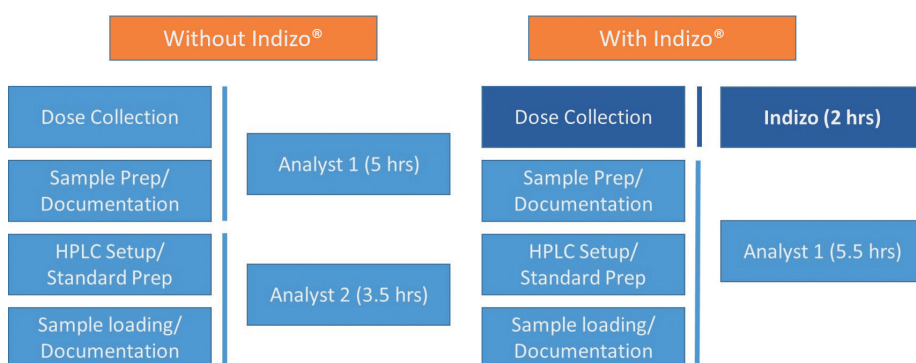 Without Indizo®
Dose Collection
Sample Prep/
Documentation
HPLC Setup/
Standard Prep
Sample loading/
Documentation
Analyst 1 (5 hrs)
Analyst 2 (3.5 hrs)
With Indizo®
Dose Collection
Sample Prep/
Documentation
HPLC Setup/
Standard Prep
Sample loading/
Documentation
Indizo (2 hrs)
Analyst 1 (5.5 hrs)